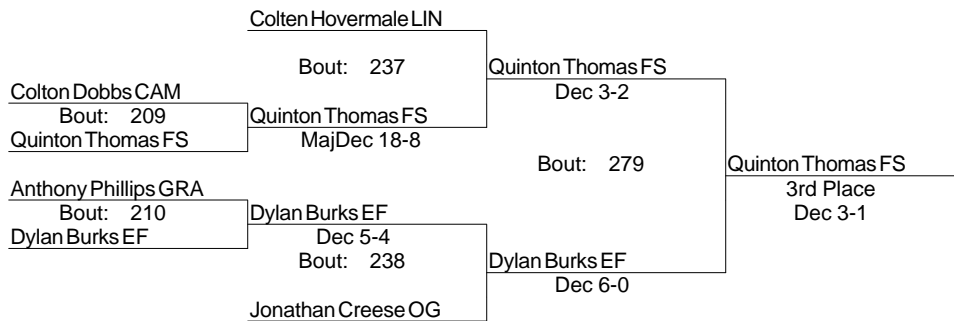 Colten Hovermale LIN
Bout: 237
Quinton Thomas FS
Dec 3-2
Colton Dobbs CAM
Bout: 209
Quinton Thomas FS
MajDec 18-8
Quinton Thomas FS
Bout: 279
Quinton Thomas FS
3rd Place
Dec 3-1
Anthony Phillips GRA
Bout: 210
Dylan Burks EF
Dec 5-4
Dylan Burks EF
Bout: 238
Dylan Burks EF
Dec 6-0
Jonathan Creese OG